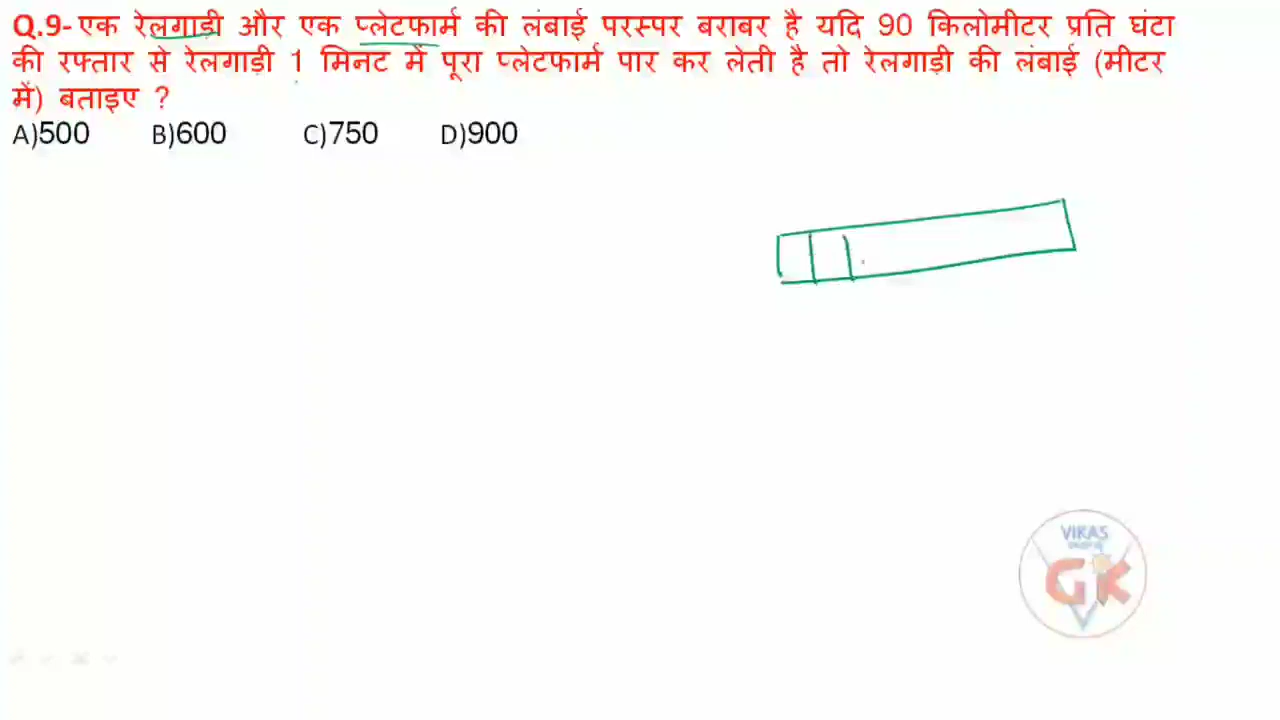 Q.9- एक रेलगाड़ी और एक प्लेटफार्म की लंबाई परस्पर बराबर है यदि 90 किलोमीटर प्रति घंटा
की रफ्तार से रेलगाड़ी 1 मिनट में पूरा प्लेटफार्म पार कर लेती है तो रेलगाड़ी की लंबाई (मीटर
में) बताइए ?
A)500 B)600 C)750 D)900
VIKAS
GK